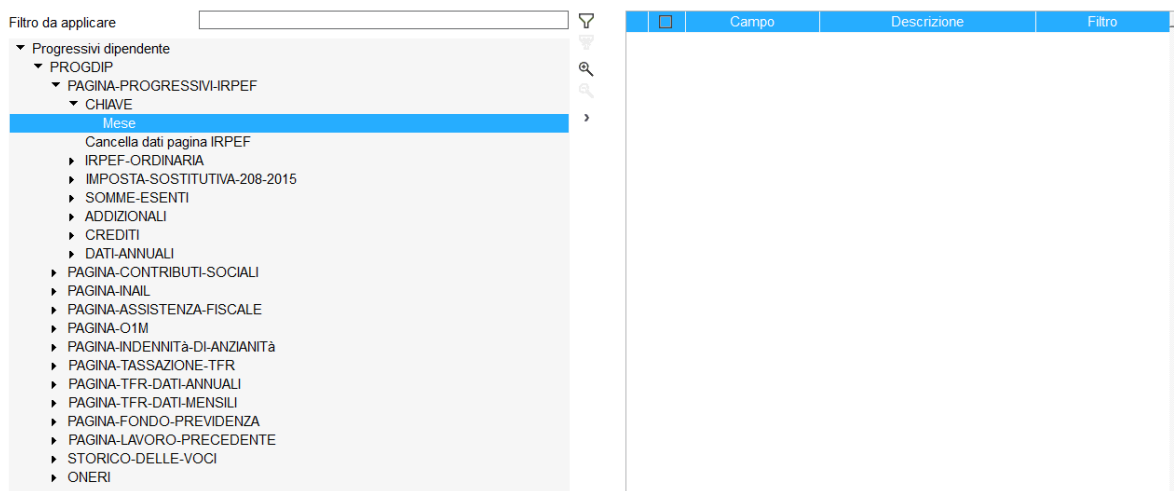 Filtro da applicare
Campo Descrizione Filtro
Progressivi dipendente
PROGDIP
PAGINA-PROGRESSIVI-IRPEF
CHIAVE
Mese
Cancella dati pagina IRPEF
IRPEF-ORDINARIA
IMPOSTA-SOSTITUTIVA-208-2015
SOMME-ESENTI
ADDIZIONALI
CREDITI
DATI-ANNUALI
PAGINA-CONTRIBUTI-SOCIALI
PAGINA-INAIL
PAGINA-ASSISTENZA-FISCALE
PAGINA-O1M
PAGINA-INDENNITà-DI-ANZIANITà
PAGINA-TASSAZIONE-TFR
PAGINA-TFR-DATI-ANNUALI
PAGINA-TFR-DATI-MENSILI
PAGINA-FONDO-PREVIDENZA
PAGINA-LAVORO-PRECEDENTE
STORICO-DELLE-VOCI
ONERI